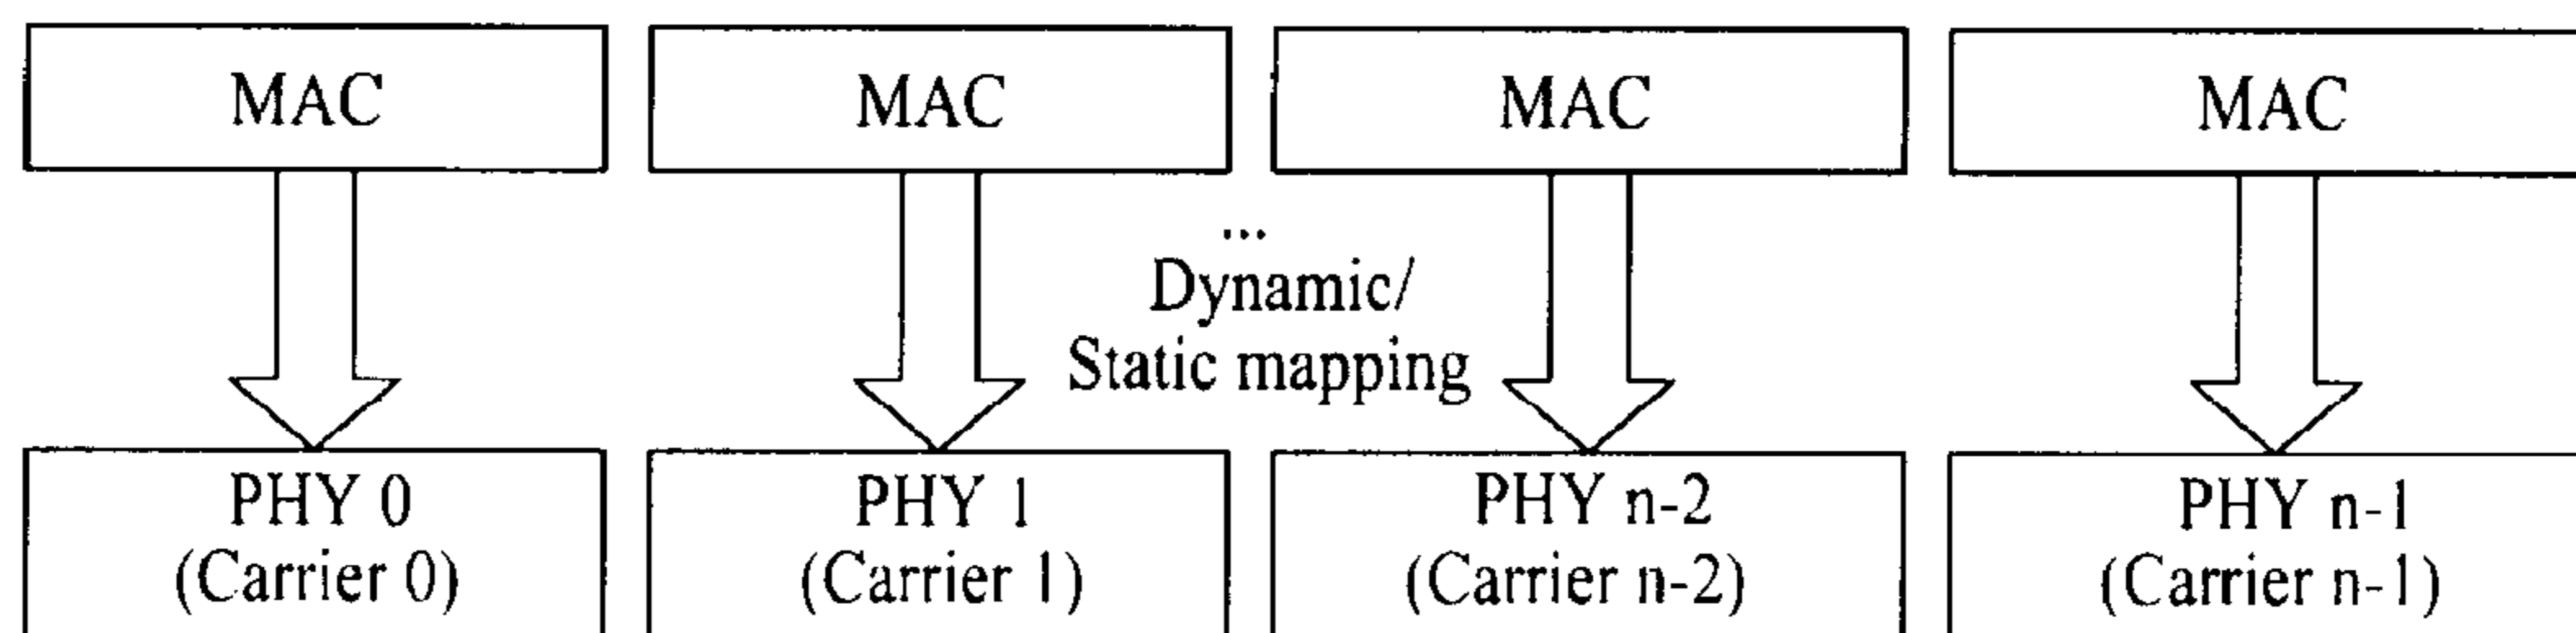 MAC
MAC
MAC
MAC
...
Dynamic/
Static mapping
PHY 0
(Carrier 0)
PHY 1
(Carrier 1)
PHY n-2
(Carrier n-2)
PHY n-1
(Carrier n-1)